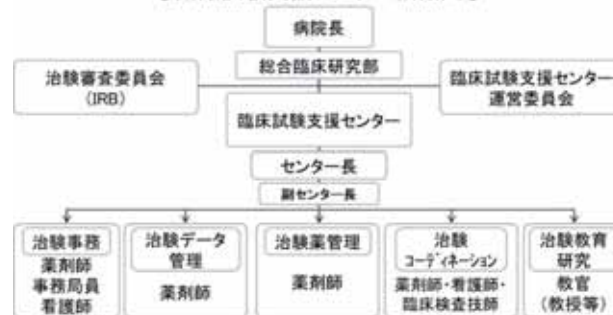 病院長
総合臨床研究部
治験審査委員会
(IRB)
臨床試験支援センター
運営委員会
臨床試験支援センター
センター長
副センター長
治験事務
薬剤師
事務局員
看護師
治験データ
管理
薬剤師
治験薬管理
薬剤師
治験
コーディネーション
薬剤師・看護師・
臨床検査技師
治験教育
研究
教官
(教授等)